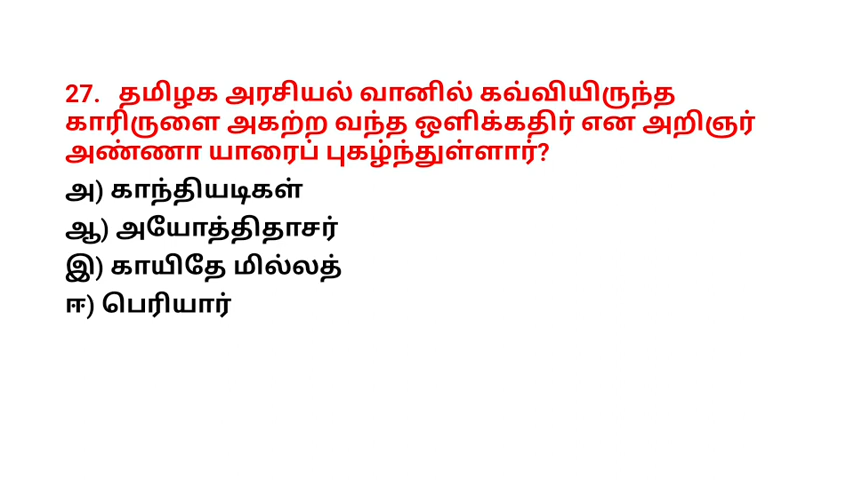 27. தமிழக அரசியல் வானில் கவ்வியிருந்த
காரிருளை அகற்ற வந்த ஒளிக்கதிர் என அறிஞர்
அண்ணா யாரைப் புகழ்ந்துள்ளார்?
அ) காந்தியடிகள்
ஆ) அயோத்திதாசர்
இ) காயிதே மில்லத்
ஈ) பெரியார்